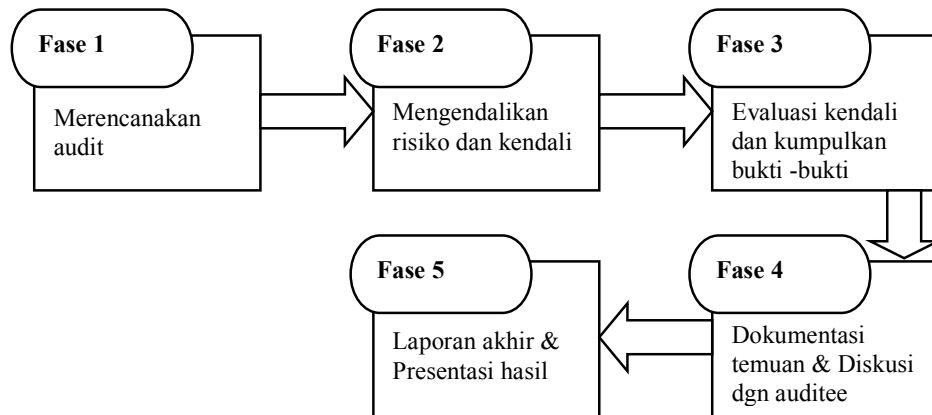 Fase 1
Merencanakan
audit
Fase 2
Mengendalikan
risiko dan kendali
Fase 3
Evaluasi kendali
dan kumpulkan
bukti -bukti
Fase 4
Dokumentasi
temuan & Diskusi
dgn auditee
Fase 5
Laporan akhir &
Presentasi hasil